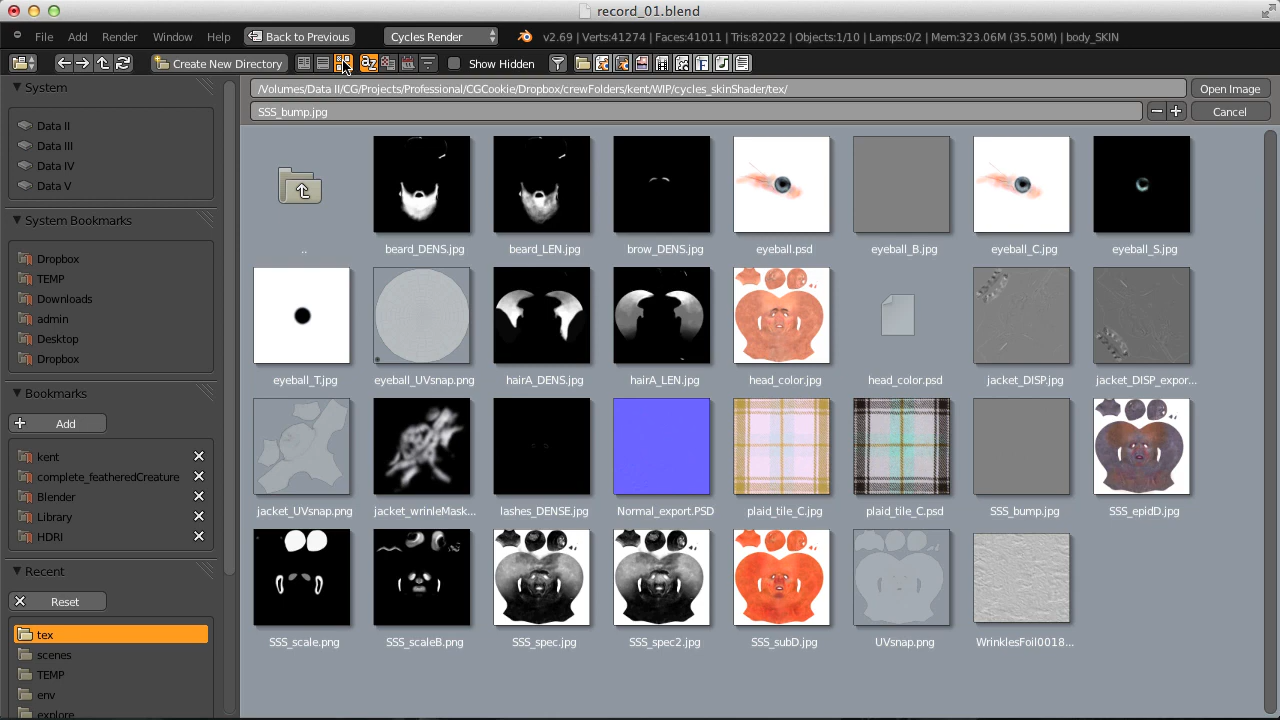 record_01.blend
File Add Render Window Help Back to Previous Cycles Render v2.69 | Verts:41274 | Faces:41011 | Tris:82022 | Objects:1/10 | Lamps:0/2 | Mem:323.06M (35.50M) | body_SKIN
Create New Directory Show Hidden
System
Data II
Data III
Data IV
Data V
System Bookmarks
Dropbox
TEMP
Downloads
admin
Desktop
Dropbox
Bookmarks
Add
kent
complete_featheredCreature
Blender
Library
HDRI
Recent
Reset
tex
scenes
TEMP
env
explore
/Volumes/Data II/CG/Projects/Professional/CGCookie/Dropbox/crewFolders/kent/WIP/cycles_skinShader/tex/ Open Image
SSS_bump.jpg Cancel
.. beard_DENS.jpg beard_LEN.jpg brow_DENS.jpg eyeball.psd eyeball_B.jpg eyeball_C.jpg eyeball_S.jpg
eyeball_T.jpg eyeball_UVsnap.png hairA_DENS.jpg hairA_LEN.jpg head_color.jpg head_color.psd jacket_DISP.jpg jacket_DISP_expor...
jacket_UVsnap.png jacket_wrinleMask... lashes_DENSE.jpg Normal_export.PSD plaid_tile_C.jpg plaid_tile_C.psd SSS_bump.jpg SSS_epidD.jpg
SSS_scale.png SSS_scaleB.png SSS_spec.jpg SSS_spec2.jpg SSS_subD.jpg UVsnap.png WrinklesFoil0018...